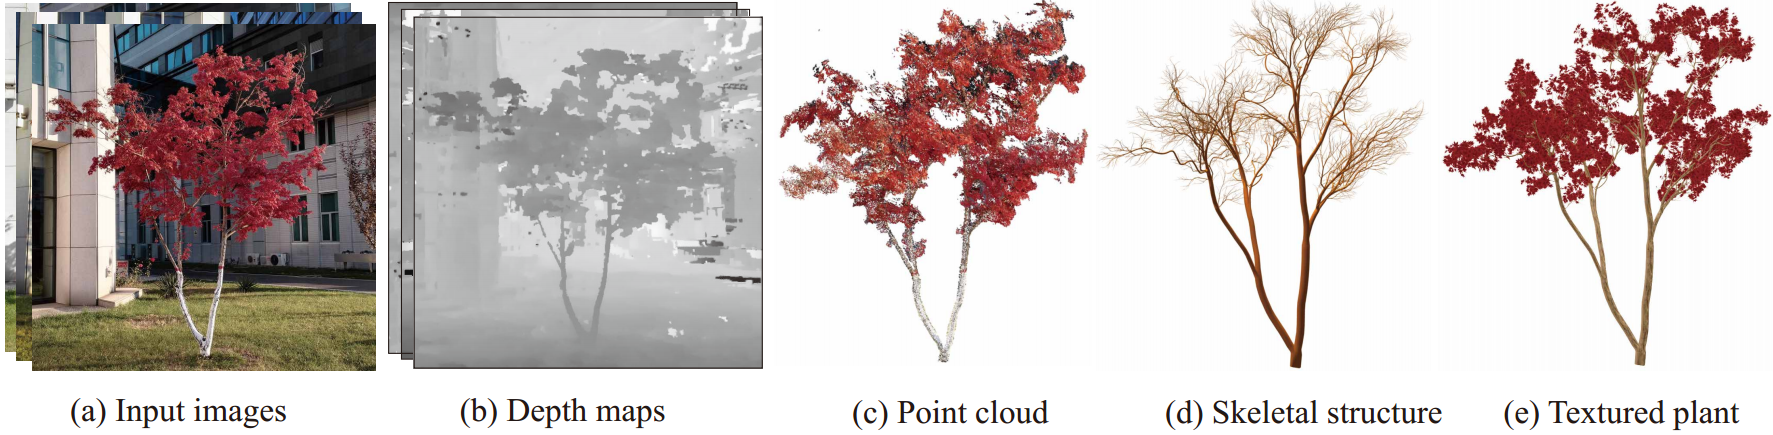 (a) Input images
(b) Depth maps
(c) Point cloud
(d) Skeletal structure
(e) Textured plant